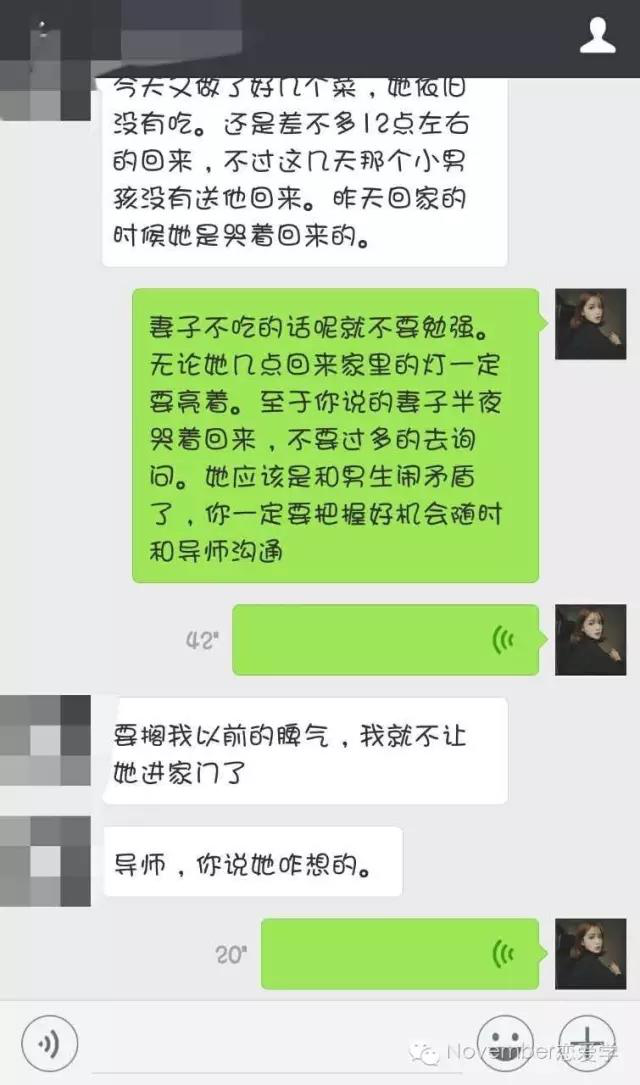 今天又做了好几个菜，她依旧
没有吃。还是差不多12点左右
的回来，不过这几天那个小男
孩没有送他回来。昨天回家的
时候她是哭着回来的。
妻子不吃的话呢就不要勉强。
无论她几点回来家里的灯一定
要亮着。至于你说的妻子半夜
哭着回来，不要过多的去询
问。她应该是和男生闹矛盾
了，你一定要把握好机会随时
和导师沟通
42"
要搁我以前的脾气，我就不让
她进家门了
导师，你说她咋想的。
20"
November恋爱学